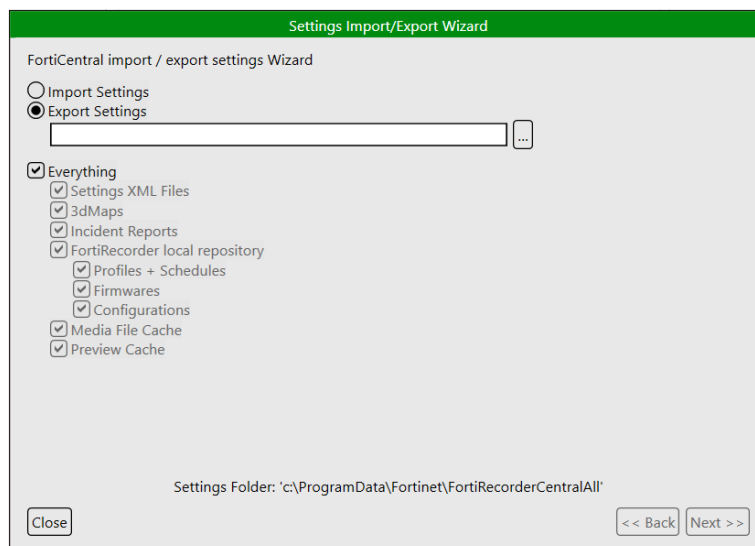 Settings Import/Export Wizard
FortiCentral import / export settings Wizard
Import Settings
Export Settings
...
Everything
Settings XML Files
3dMaps
Incident Reports
FortiRecorder local repository
Profiles + Schedules
Firmwares
Configurations
Media File Cache
Preview Cache
Settings Folder: 'c:\ProgramData\Fortinet\FortiRecorderCentralAll'
Close << Back Next >>